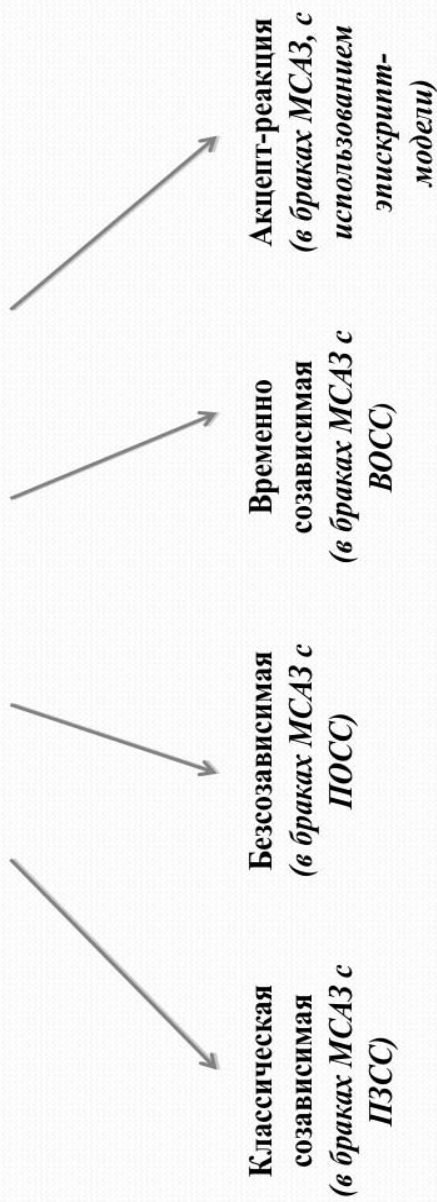 Классическая
созависимая
(в браках МСАЗ с
ПЗСС)
Безсозависимая
(в браках МСАЗ с
ПОСС)
Временно
созависимая
(в браках МСАЗ с
ВОСС)
Акцепт-реакция
(в браках МСАЗ, с
использованием
эпискрипт-
модели)